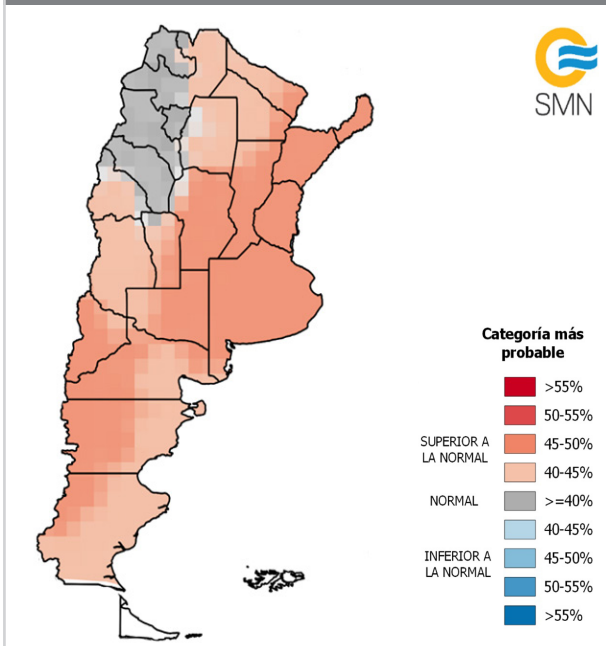 SMN
Categoría más
probable
>55%
50-55%
SUPERIOR A
LA NORMAL
45-50%
40-45%
NORMAL
>=40%
40-45%
INFERIOR A
LA NORMAL
45-50%
50-55%
>55%